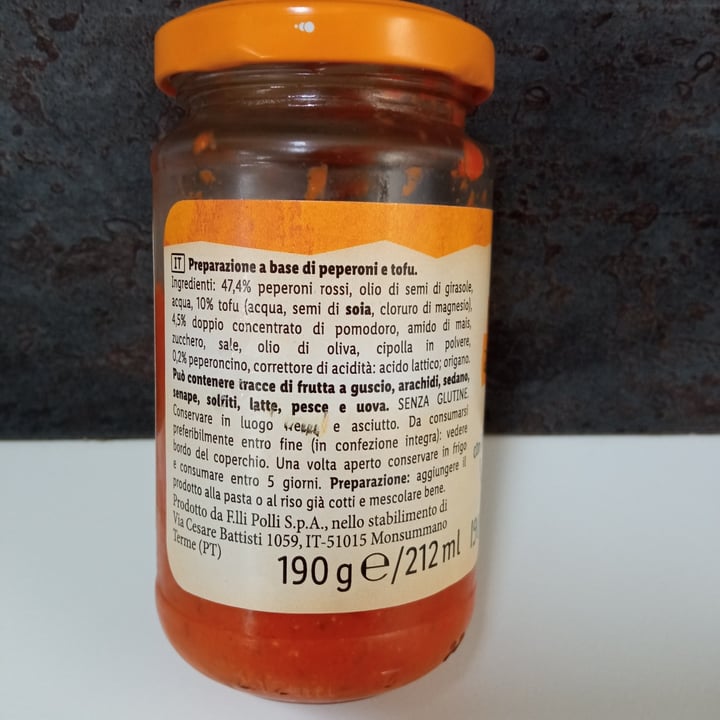 IT Preparazione a base di peperoni e tofu.
Ingredienti: 47,4% peperoni rossi, olio di semi di girasole,
acqua, 10% tofu (acqua, semi di soia, cloruro di magnesio),
4,5% doppio concentrato di pomodoro, amido di mais,
zucchero, sale, olio di oliva, cipolla in polvere,
0,2% peperoncino, correttore di acidità: acido lattico; origano.
Può contenere tracce di frutta a guscio, arachidi, sedano,
senape, solfiti, latte, pesce e uova. SENZA GLUTINE.
Conservare in luogo e asciutto. Da consumarsi
preferibilmente entro fine (in confezione integra): vedere
bordo del coperchio. Una volta aperto conservare in frigo
e consumare entro 5 giorni. Preparazione: aggiungere il
prodotto alla pasta o al riso già cotti e mescolare bene.
Prodotto da F.lli Polli S.p.A., nello stabilimento di
Via Cesare Battisti 1059, IT-51015 Monsummano
Terme (PT)
190 g ℮/212 ml